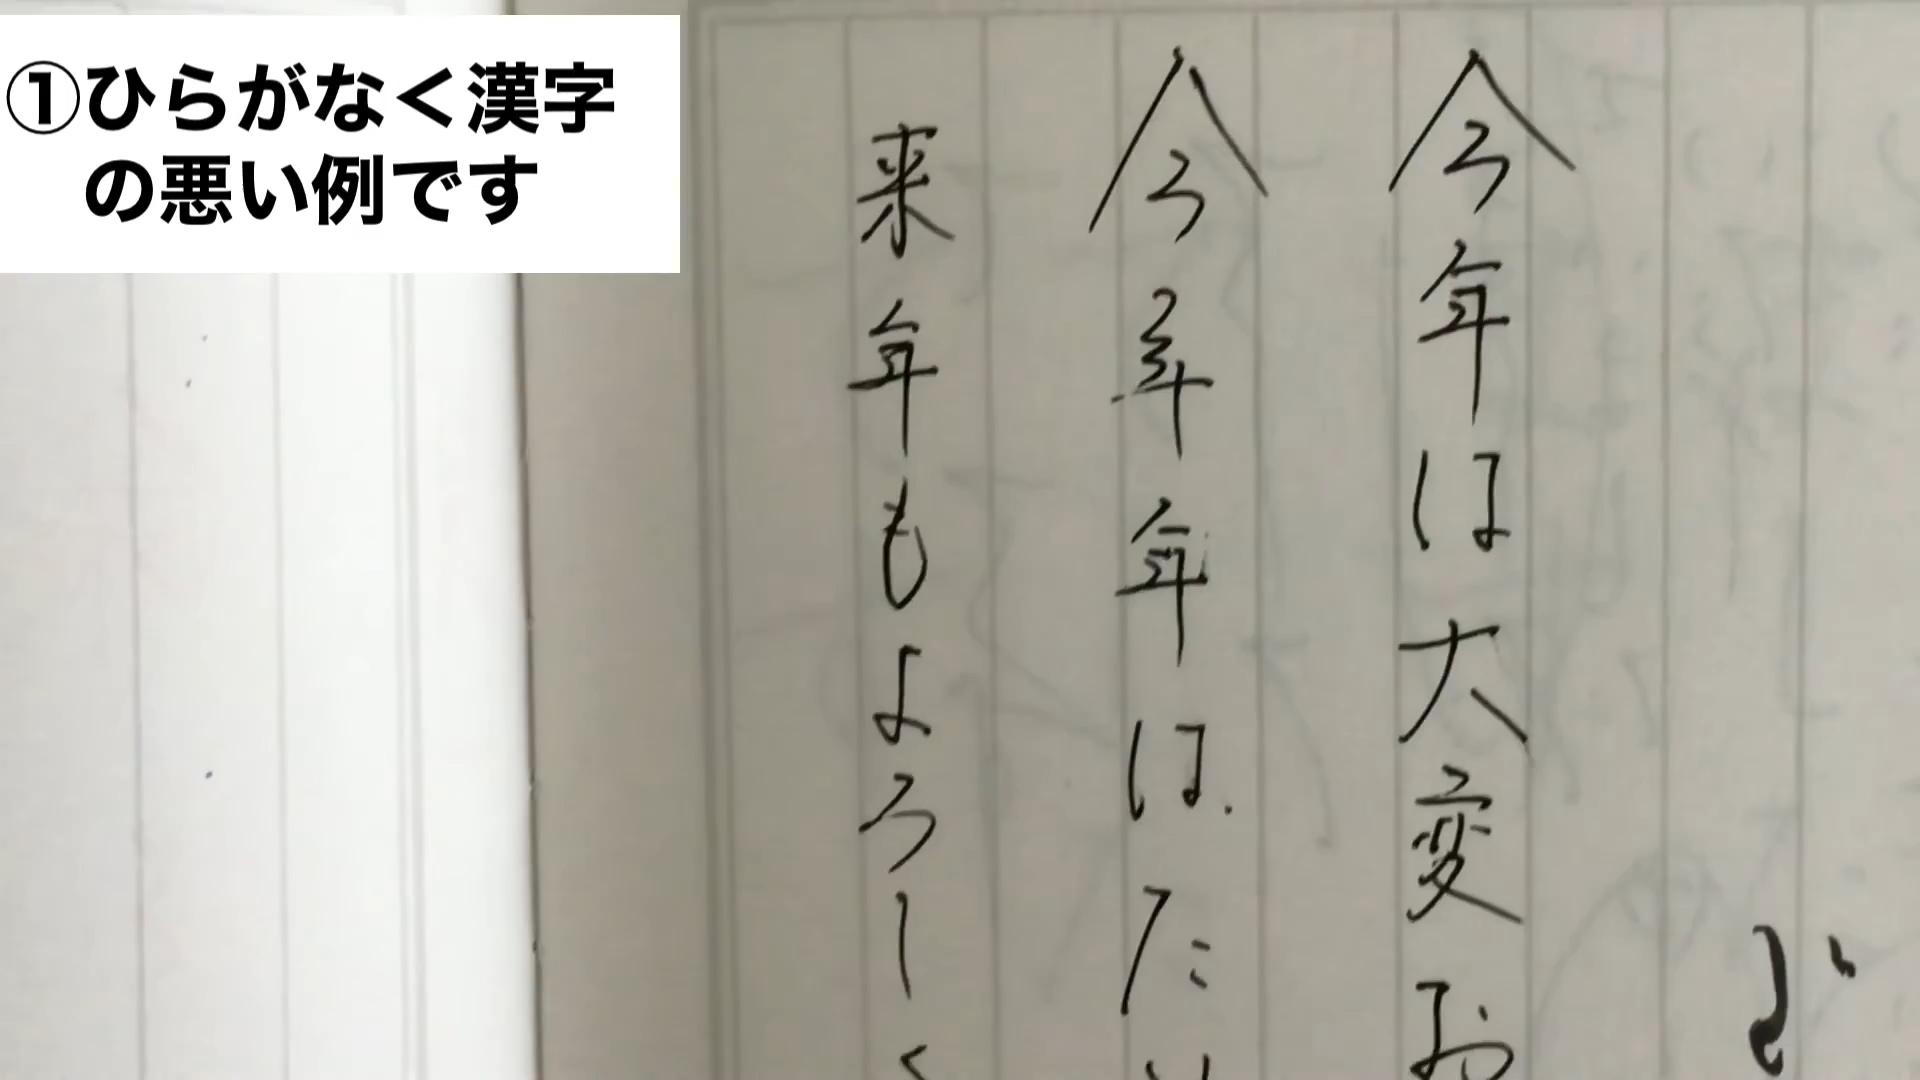 ①ひらがなく漢字
の悪い例です
今年は大変お
今年年はた
来年もよろしく